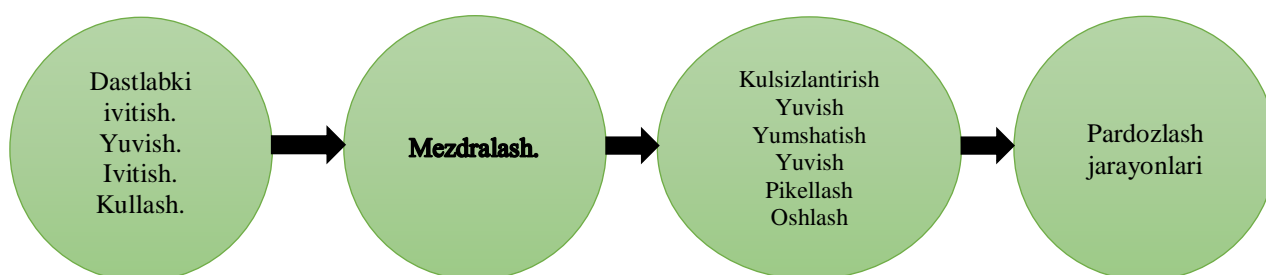 Dastlabki
ivitish.
Yuvish.
Ivitish.
Kullash.
Mezdralash.
Kulsizlantirish
Yuvish
Yumshatish
Yuvish
Pikellash
Oshlash
Pardozlash
jarayonlari